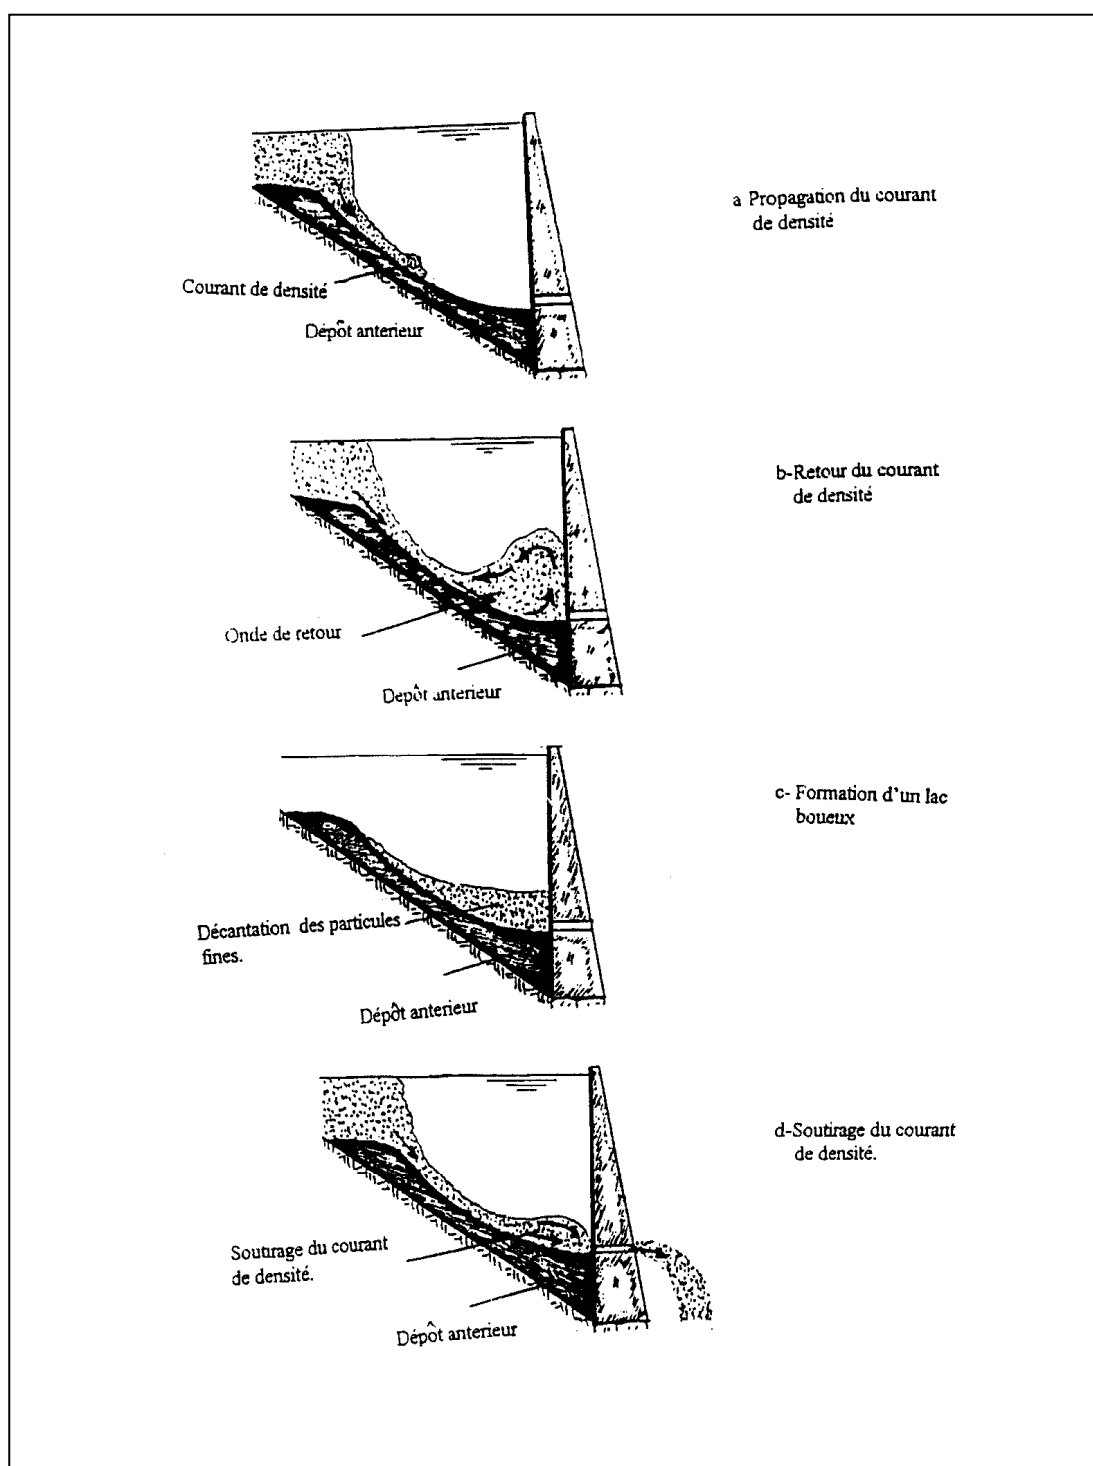 a Propagation du courant
de densité
Courant de densité
Dépôt anterieur
b-Retour du courant
de densité
Onde de retour
Depôt anterieur
c- Formation d'un lac
boueux
Décantation des particules
fines.
Dépôt anterieur
d-Soutirage du courant
de densité.
Soutirage du courant
de densité.
Dépôt anterieur